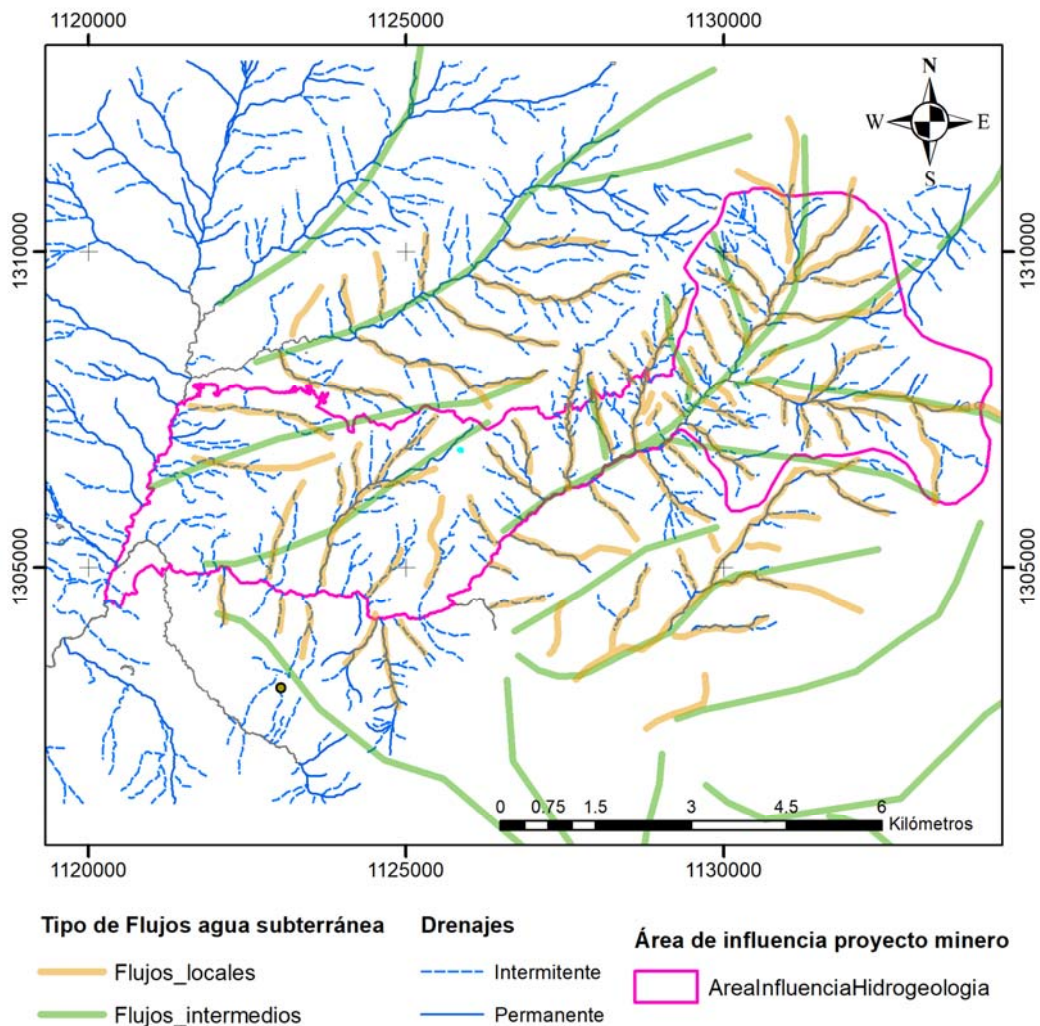 1120000 1125000 1130000
N
W E
S
1310000 1310000
1305000 1305000
0 0.75 1.5 3 4.5 6
Kilómetros
1120000 1125000 1130000
Tipo de Flujos agua subterránea
Flujos_locales
Flujos_intermedios
Drenajes
Intermitente
Permanente
Área de influencia proyecto minero
AreaInfluenciaHidrogeologia